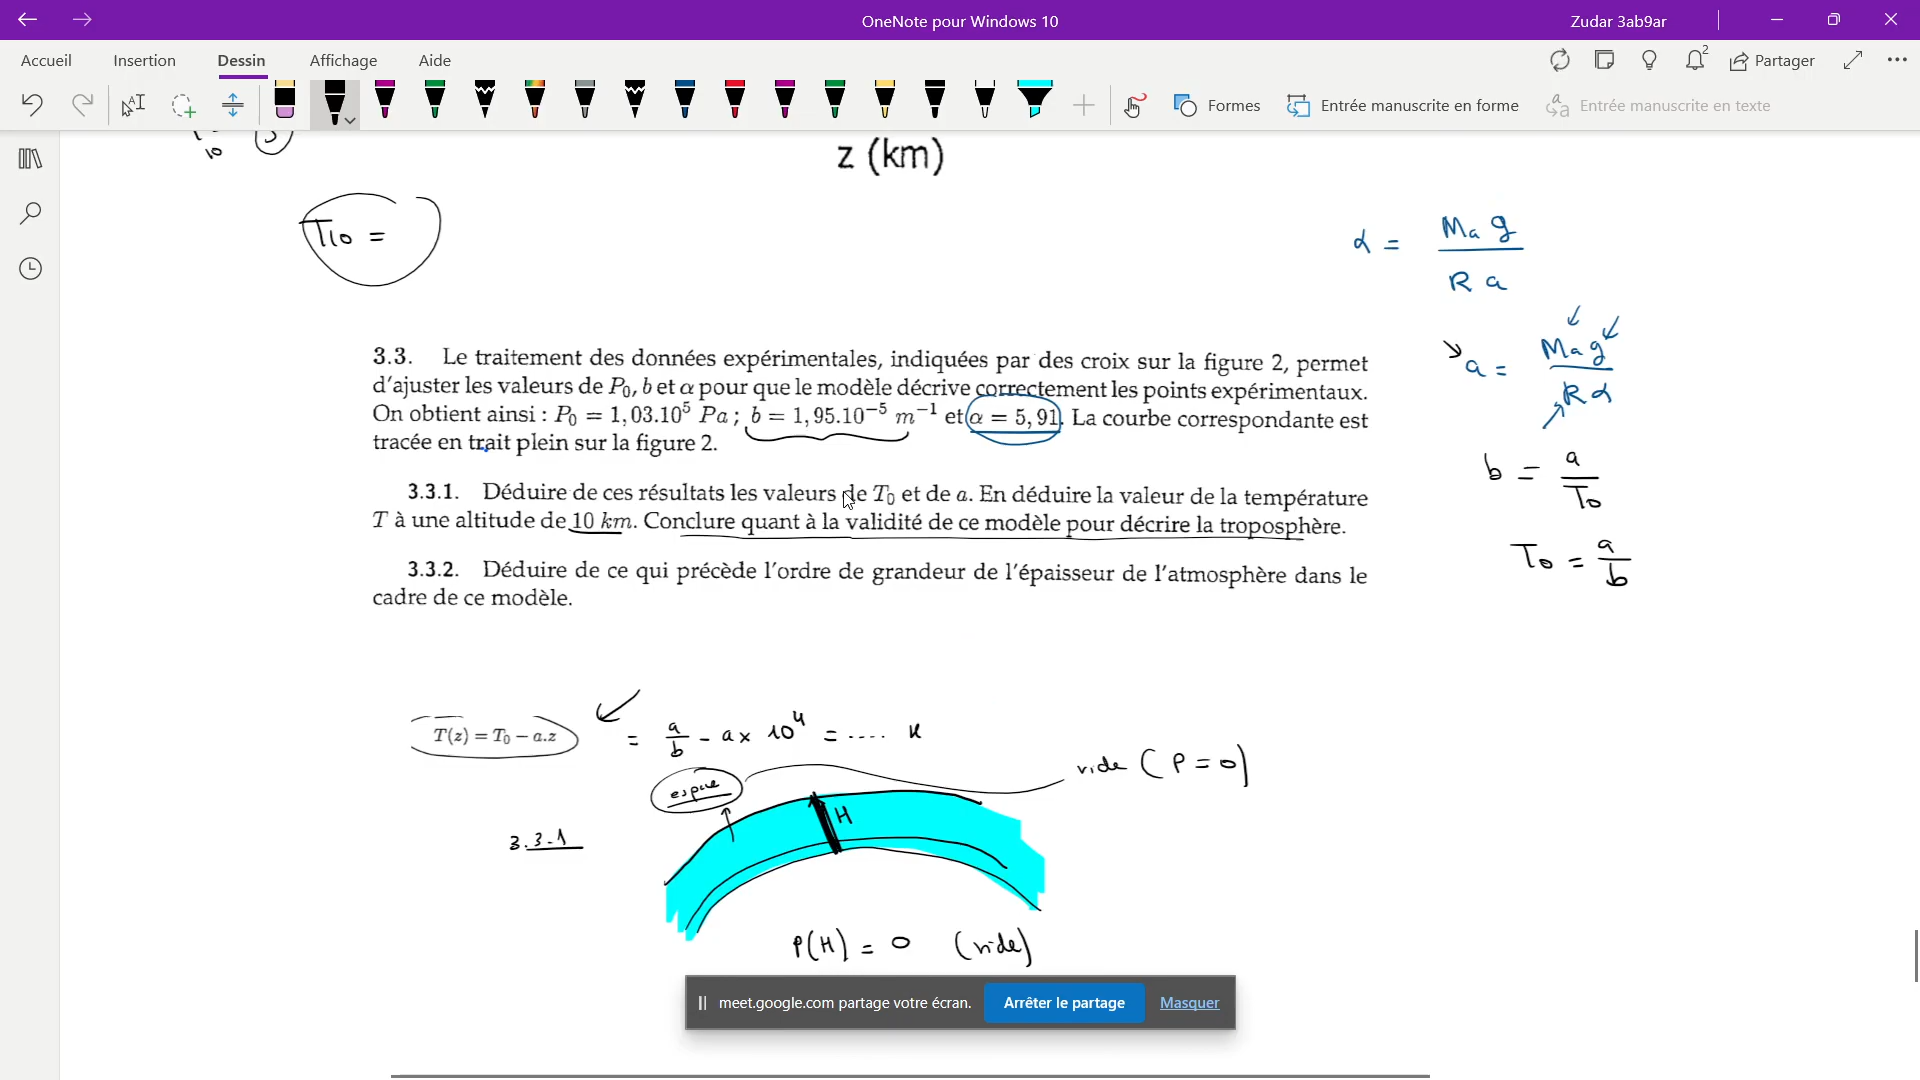 OneNote pour Windows 10
Zudar 3ab9ar
Accueil Insertion Dessin Affichage Aide
2
Partager
Formes
Entrée manuscrite en forme
Entrée manuscrite en texte
10
z (km)
T10 =
α = Ma g / R a
3.3. Le traitement des données expérimentales, indiquées par des croix sur la figure 2, permet
d'ajuster les valeurs de P₀, b et α pour que le modèle décrive correctement les points expérimentaux.
On obtient ainsi : P₀ = 1,03.10⁵ Pa ; b = 1,95.10⁻⁵ m⁻¹ et α = 5,91. La courbe correspondante est
tracée en trait plein sur la figure 2.
a = Ma g / R α
b = a / T₀
T₀ = a / b
3.3.1. Déduire de ces résultats les valeurs de T₀ et de a. En déduire la valeur de la température
T à une altitude de 10 km. Conclure quant à la validité de ce modèle pour décrire la troposphère.
3.3.2. Déduire de ce qui précède l'ordre de grandeur de l'épaisseur de l'atmosphère dans le
cadre de ce modèle.
T(z) = T₀ − a.z = a/b - a× 10⁴ = .... K
vide ( P = 0)
espace
H
3.3.1
P(H) = 0 (vide)
meet.google.com partage votre écran.
Arrêter le partage
Masquer